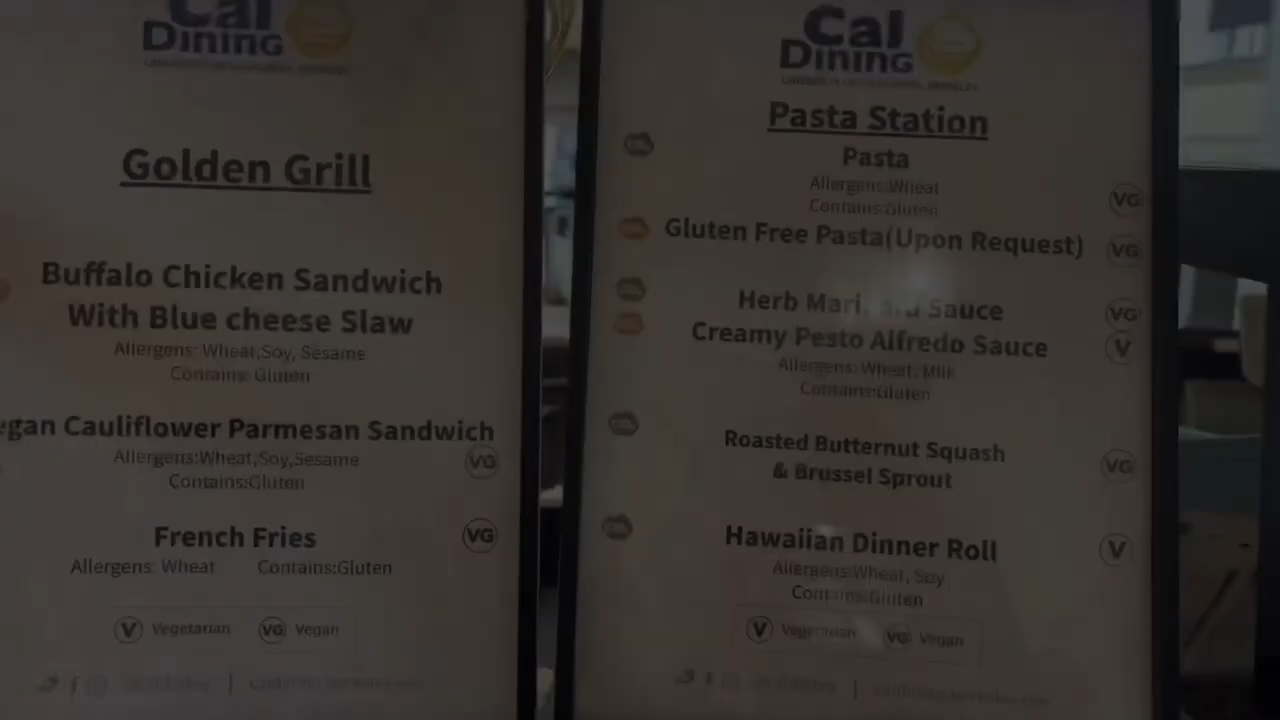 Cal
Dining
Golden Grill
Buffalo Chicken Sandwich
With Blue cheese Slaw
Allergens: Wheat,Soy, Sesame
Contains: Gluten
egan Cauliflower Parmesan Sandwich
Allergens:Wheat,Soy,Sesame
VG
Contains:Gluten
French Fries
VG
Allergens: Wheat Contains:Gluten
V Vegetarian VG Vegan
Cal
Dining
Pasta Station
Pasta
Allergens:Wheat
VG
Contains:Gluten
Gluten Free Pasta(Upon Request)
VG
Herb Sauce
VG
Creamy Pesto Alfredo Sauce
V
Allergens: Wheat, Milk
Contains:Gluten
Roasted Butternut Squash
VG
& Brussel Sprout
Hawaiian Dinner Roll
V
Allergens:Wheat, Soy
Contains:Gluten
V Vegetarian VG Vegan